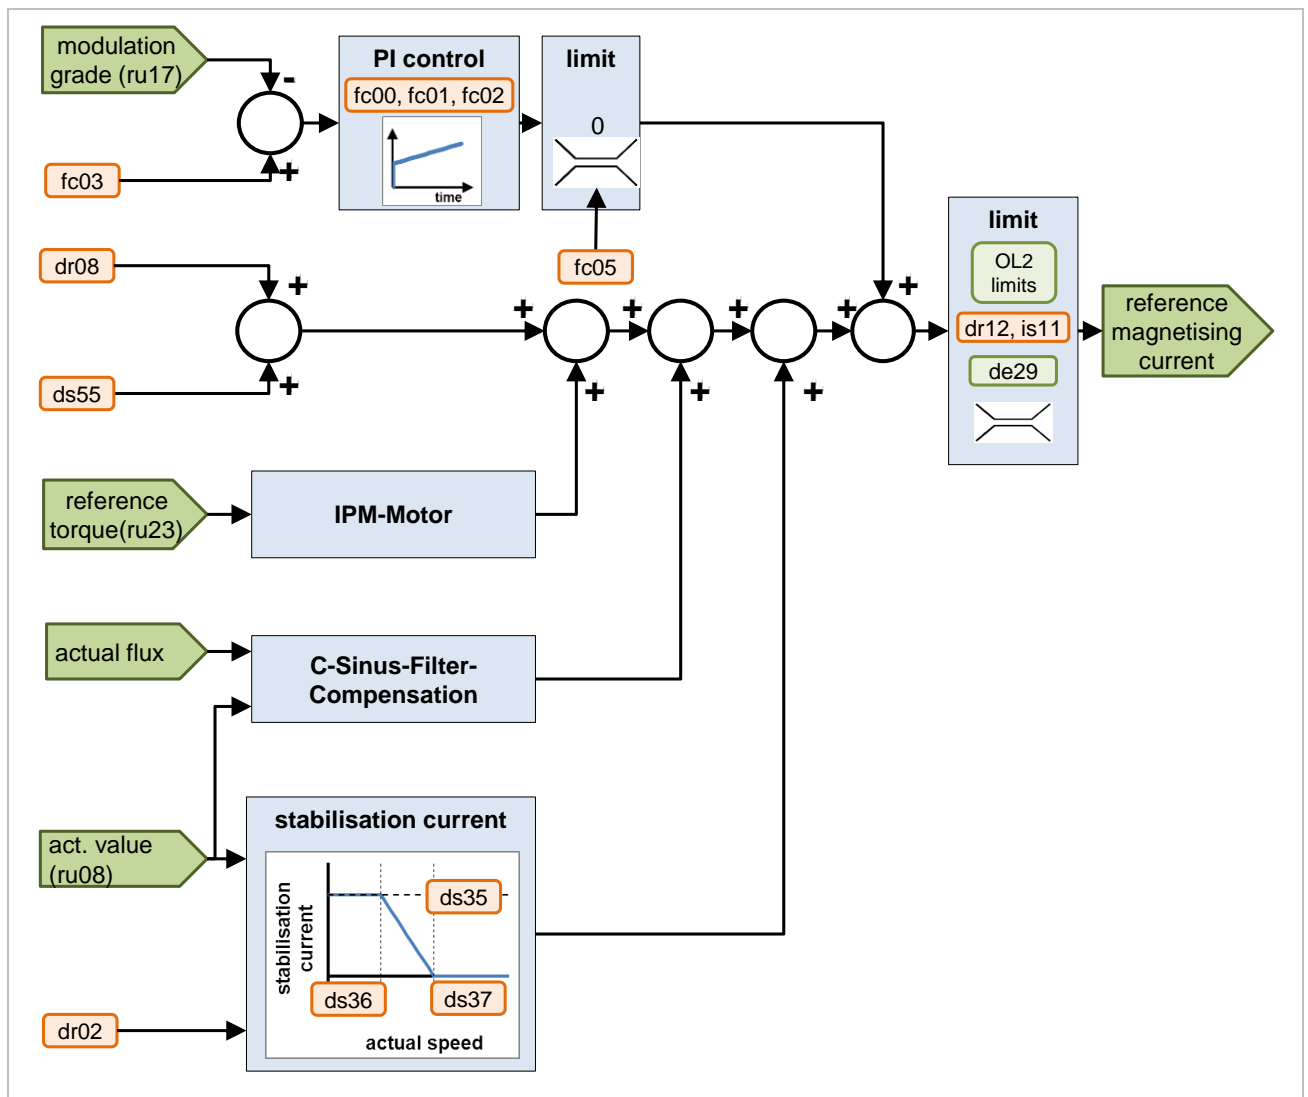 modulation
grade (ru17)
-
+
fc03
PI control
fc00, fc01, fc02
time
limit
0
fc05
dr08
+
+
ds55
+
+
+
+
+
+
+
limit
OL2
limits
dr12, is11
de29
reference
magnetising
current
reference
torque(ru23)
IPM-Motor
actual flux
C-Sinus-Filter-
Compensation
act. value
(ru08)
stabilisation current
stabilisation
current
ds35
ds36
ds37
actual speed
dr02